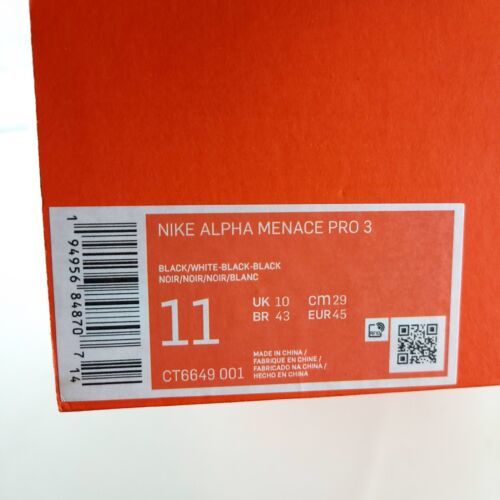 NIKE ALPHA MENACE PRO 3
BLACK/WHITE-BLACK-BLACK
NOIR/NOIR/NOIR/BLANC
11
UK 10 cm 29
BR 43 EUR 45
MADE IN CHINA /
FABRIQUE EN CHINE /
FABRICADO NA CHINA /
HECHO EN CHINA
CT6649 001
RFID
1 94956 84870 7 14